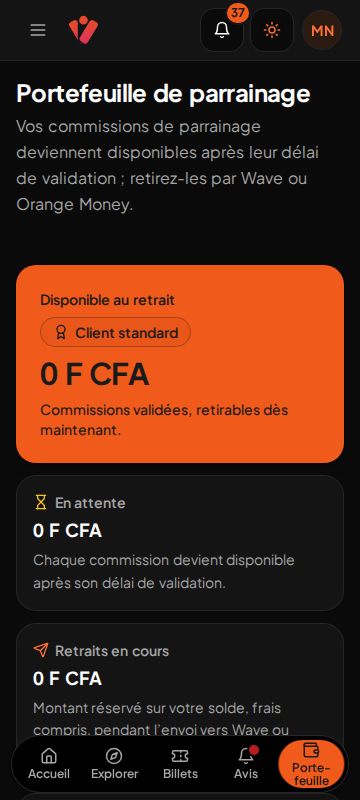 37
MN
Portefeuille de parrainage
Vos commissions de parrainage
deviennent disponibles après leur délai
de validation ; retirez-les par Wave ou
Orange Money.
Disponible au retrait
Client standard
0 F CFA
Commissions validées, retirables dès
maintenant.
En attente
0 F CFA
Chaque commission devient disponible
après son délai de validation.
Retraits en cours
0 F CFA
Montant réservé sur votre solde, frais
compris, pendant l'envoi vers Wave ou
Accueil
Explorer
Billets
Avis
Porte-
feuille